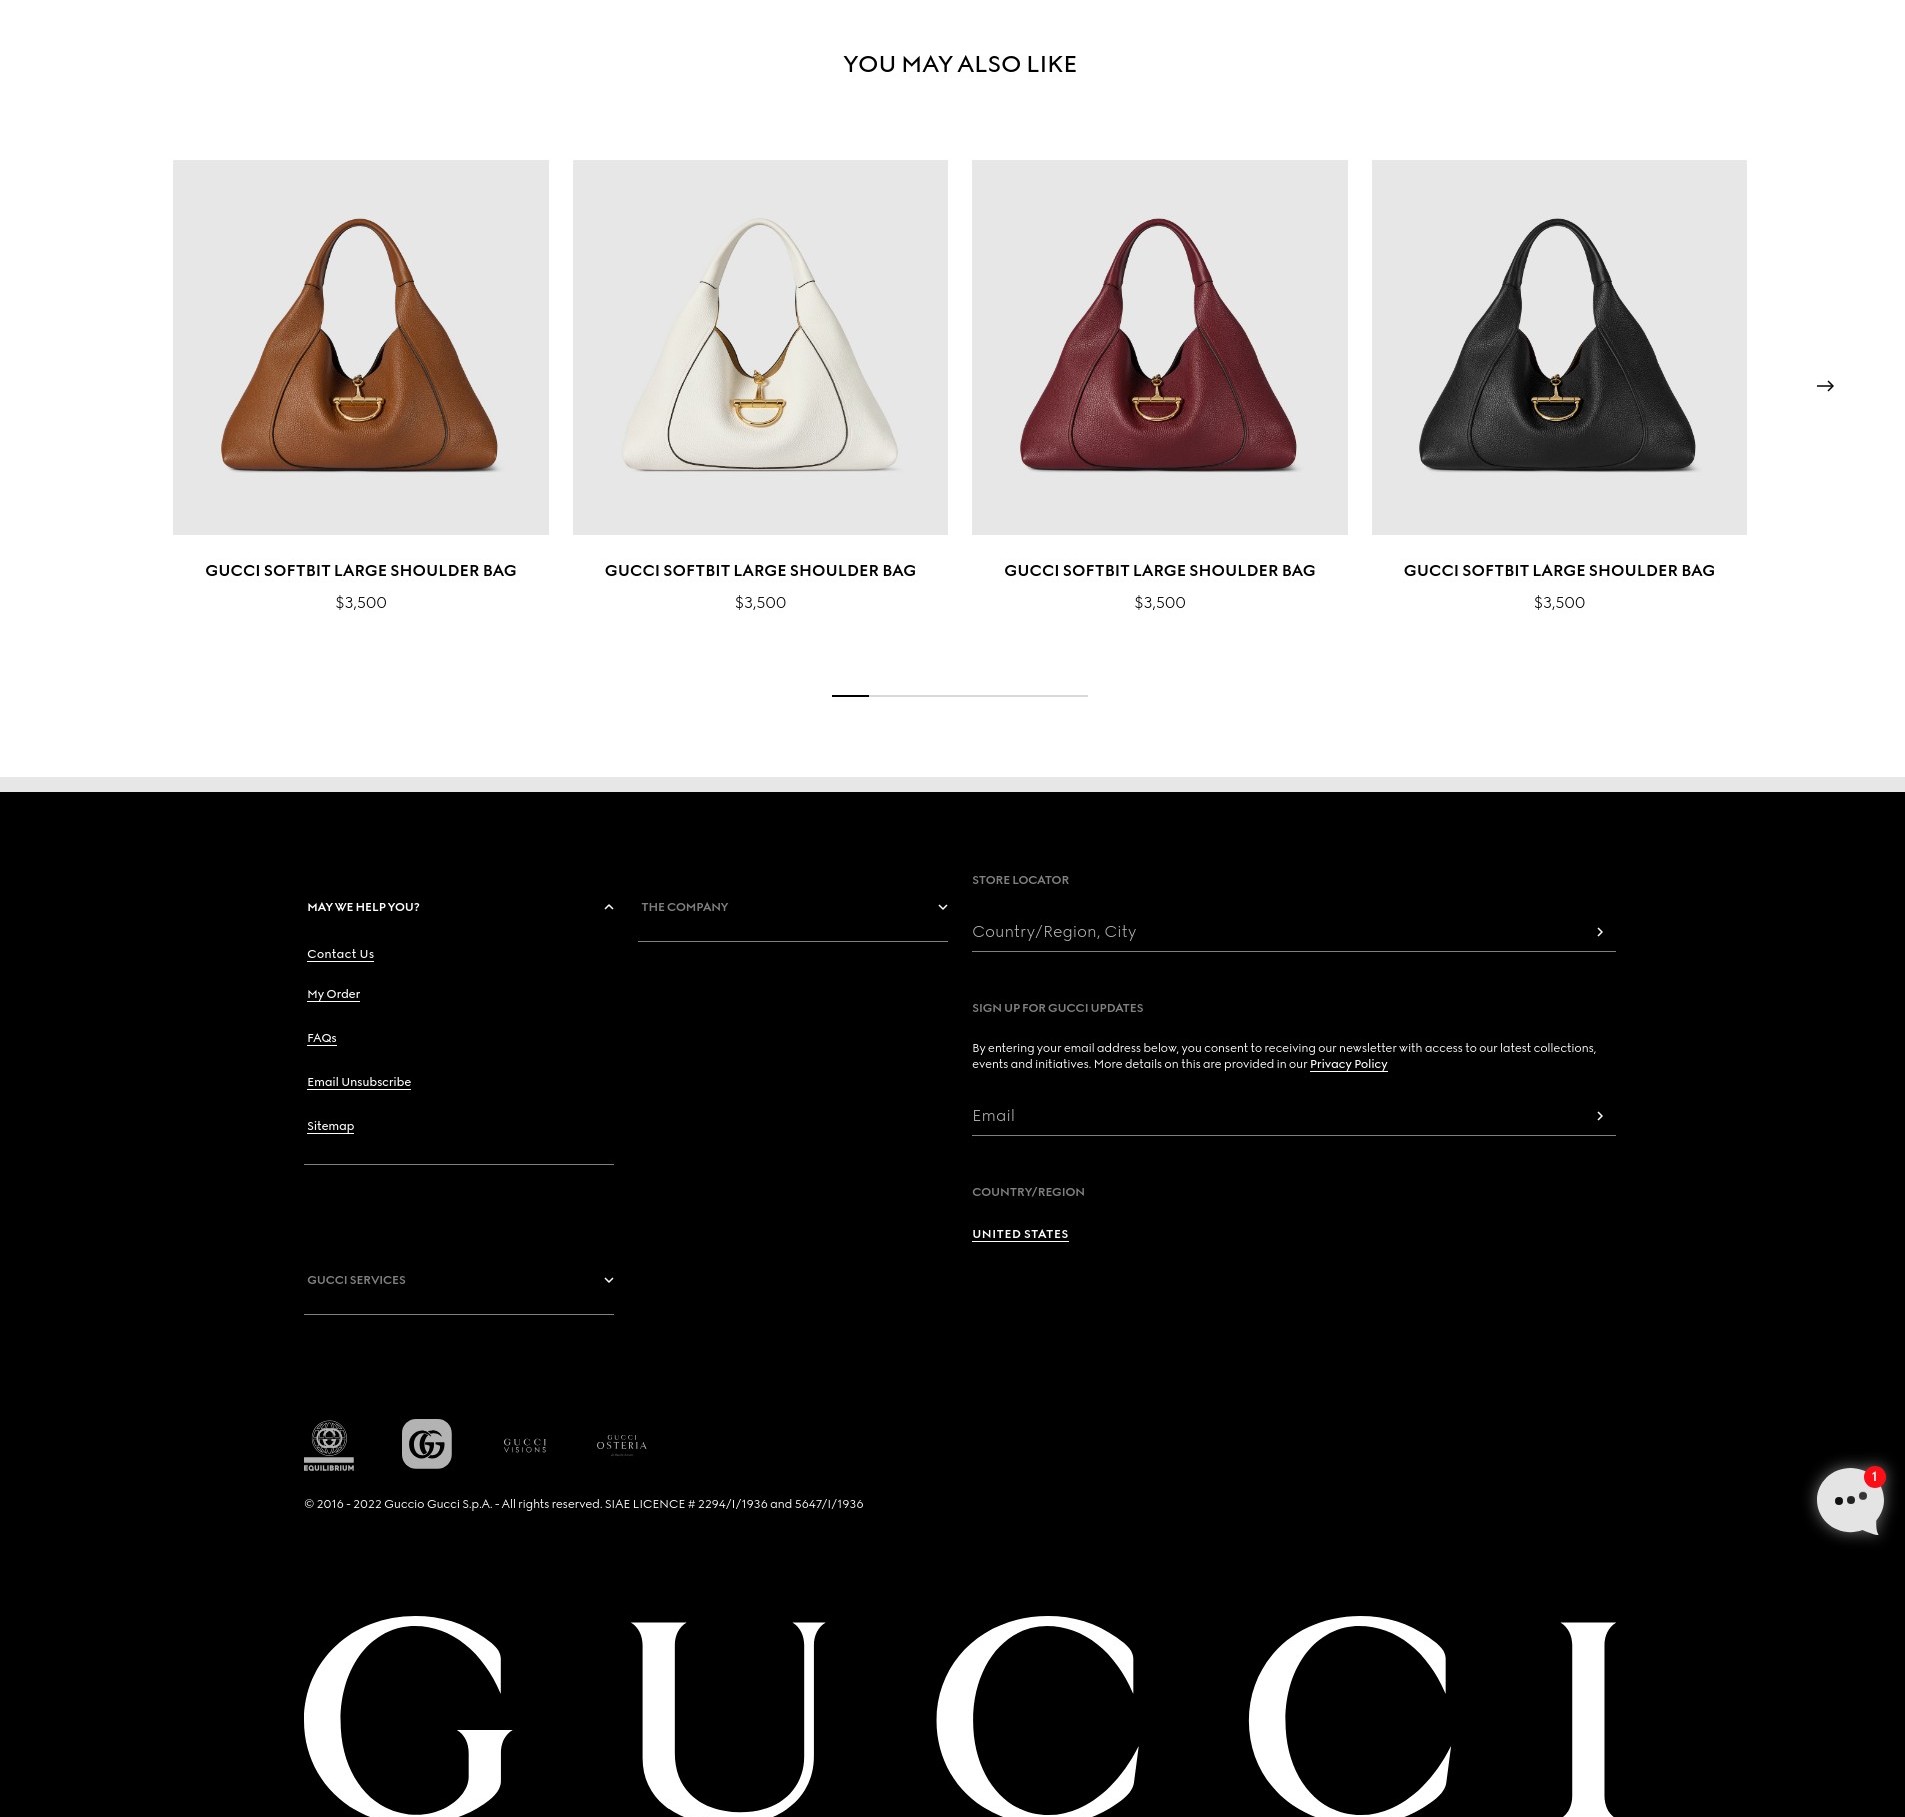 YOU MAY ALSO LIKE
GUCCI SOFTBIT LARGE SHOULDER BAG
$3,500
GUCCI SOFTBIT LARGE SHOULDER BAG
$3,500
GUCCI SOFTBIT LARGE SHOULDER BAG
$3,500
GUCCI SOFTBIT LARGE SHOULDER BAG
$3,500
MAY WE HELP YOU?
Contact Us
My Order
FAQs
Email Unsubscribe
Sitemap
GUCCI SERVICES
THE COMPANY
STORE LOCATOR
Country/Region, City
SIGN UP FOR GUCCI UPDATES
By entering your email address below, you consent to receiving our newsletter with access to our latest collections,
events and initiatives. More details on this are provided in our Privacy Policy
Email
COUNTRY/REGION
UNITED STATES
EQUILIBRIUM
GG
GUCCI
VISIONS
GUCCI
OSTERIA
© 2016 - 2022 Guccio Gucci S.p.A. - All rights reserved. SIAE LICENCE # 2294/I/1936 and 5647/I/1936
1
GUCCI